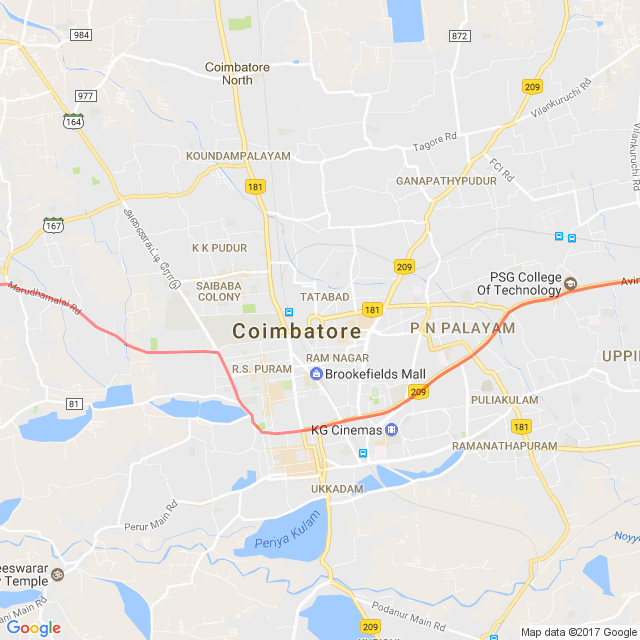 984
872
Coimbatore
North
209
977
Vilankuruchi Rd
164
Tagore Rd
Vilankuruchi Rd
KOUNDAMPALAYAM
FCI Rd
181
GANAPATHYPUDUR
167
K K PUDUR
209
SAIBABA
COLONY
PSG College
Of Technology
Avin
Marudhamalai Rd
TATABAD
181
Coimbatore
P N PALAYAM
RAM NAGAR
UPPI
R.S. PURAM
Brookefields Mall
209
81
PULIAKULAM
KG Cinemas
181
RAMANATHAPURAM
UKKADAM
Perur Main Rd
Periya Kulam
Noyy
eeswarar
y Temple
ani Main Rd
Podanur Main Rd
209
Google
Map data ©2017 Google